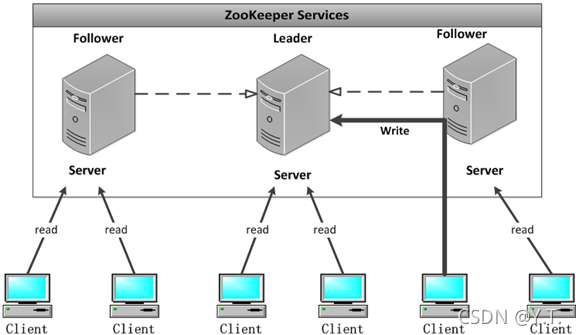 ZooKeeper Services
Follower
Leader
Follower
Write
Server
Server
Server
read
read
read
read
read
Client
Client
Client
Client
Client
Client
CSDN @Y.T.